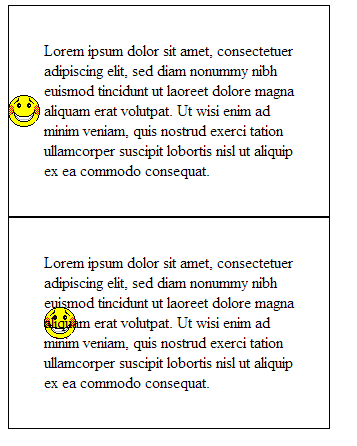 Lorem ipsum dolor sit amet, consectetuer
adipiscing elit, sed diam nonummy nibh
euismod tincidunt ut laoreet dolore magna
aliquam erat volutpat. Ut wisi enim ad
minim veniam, quis nostrud exerci tation
ullamcorper suscipit lobortis nisl ut aliquip
ex ea commodo consequat.
Lorem ipsum dolor sit amet, consectetuer
adipiscing elit, sed diam nonummy nibh
euismod tincidunt ut laoreet dolore magna
aliquam erat volutpat. Ut wisi enim ad
minim veniam, quis nostrud exerci tation
ullamcorper suscipit lobortis nisl ut aliquip
ex ea commodo consequat.